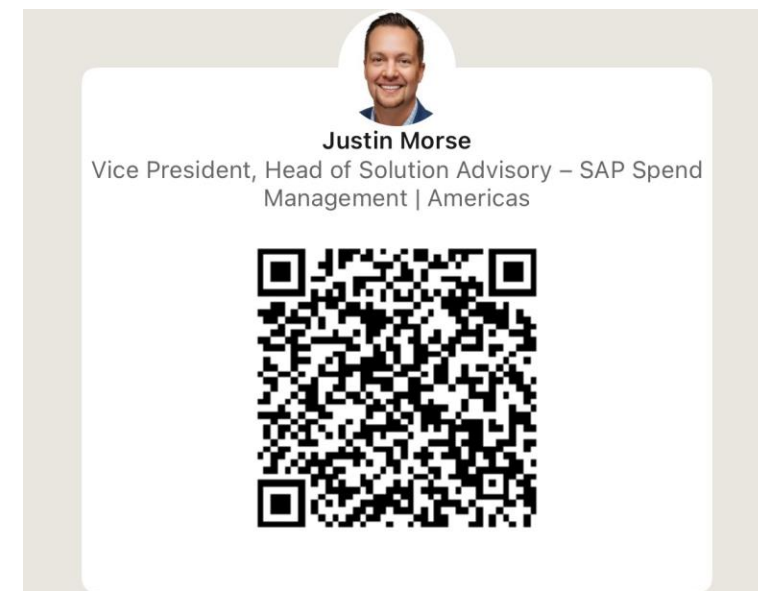 Justin Morse
Vice President, Head of Solution Advisory – SAP Spend
Management | Americas